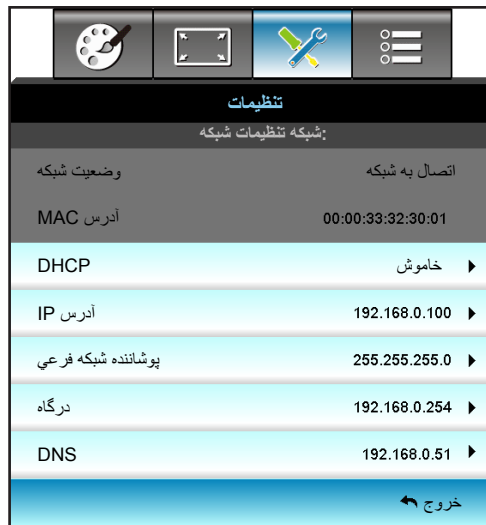 تنظیمات
شبکه تنظیمات شبکه:
وضعیت شبکه اتصال به شبکه
آدرس MAC 00:00:33:32:30:01
DHCP خاموش
آدرس IP 192.168.0.100
پوشاننده شبکه فرعي 255.255.255.0
درگاه 192.168.0.254
DNS 192.168.0.51
خروج